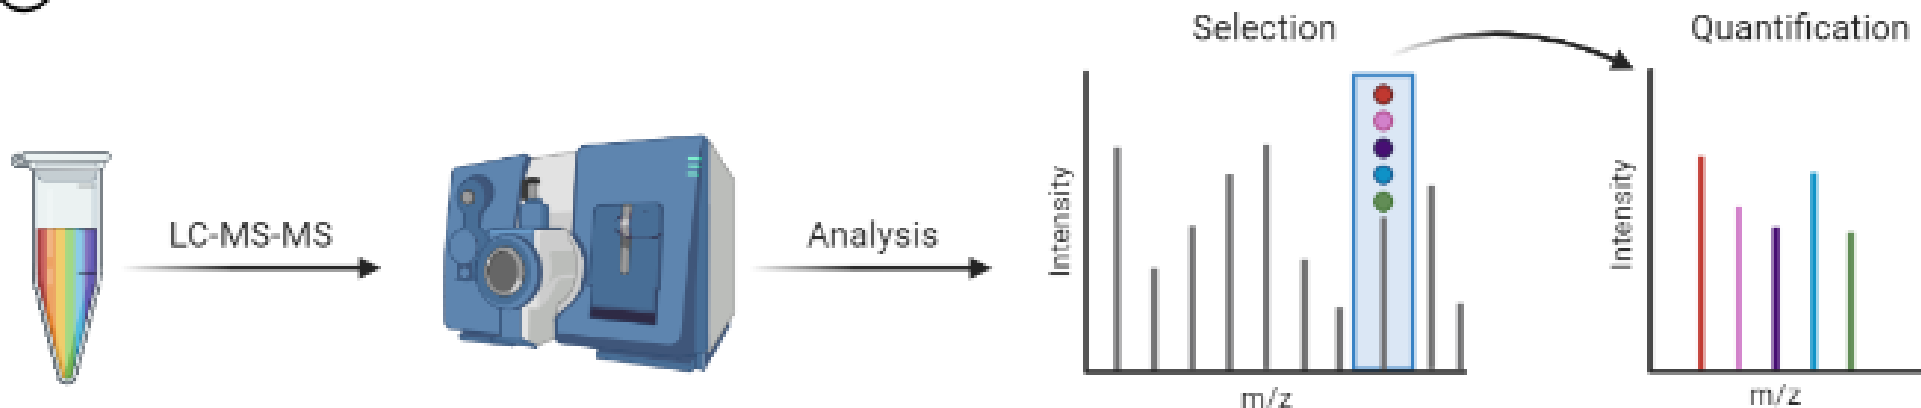 LC-MS-MS
Analysis
Selection
Intensity
m/z
Quantification
Intensity
m/z